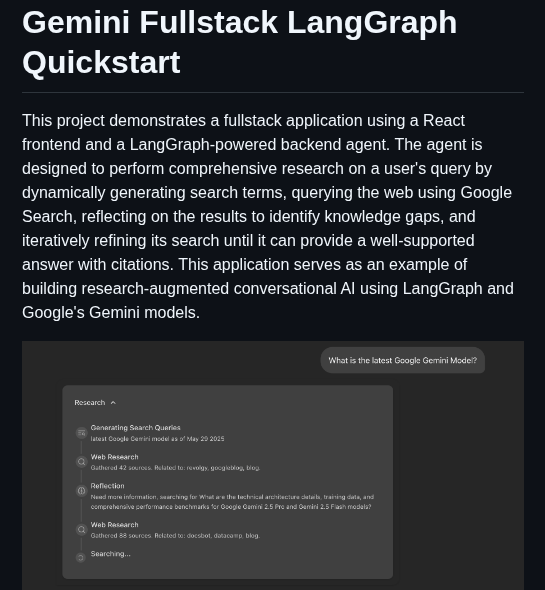 Gemini Fullstack LangGraph
Quickstart
This project demonstrates a fullstack application using a React
frontend and a LangGraph-powered backend agent. The agent is
designed to perform comprehensive research on a user's query by
dynamically generating search terms, querying the web using Google
Search, reflecting on the results to identify knowledge gaps, and
iteratively refining its search until it can provide a well-supported
answer with citations. This application serves as an example of
building research-augmented conversational AI using LangGraph and
Google's Gemini models.
What is the latest Google Gemini Model?
Research
Generating Search Queries
latest Google Gemini model as of May 29 2025
Web Research
Gathered 42 sources. Related to: revolgy, googleblog, blog.
Reflection
Need more information, searching for What are the technical architecture details, training data, and
comprehensive performance benchmarks for Google Gemini 2.5 Pro and Gemini 2.5 Flash models?
Web Research
Gathered 88 sources. Related to: docsbot, datacamp, blog.
Searching...